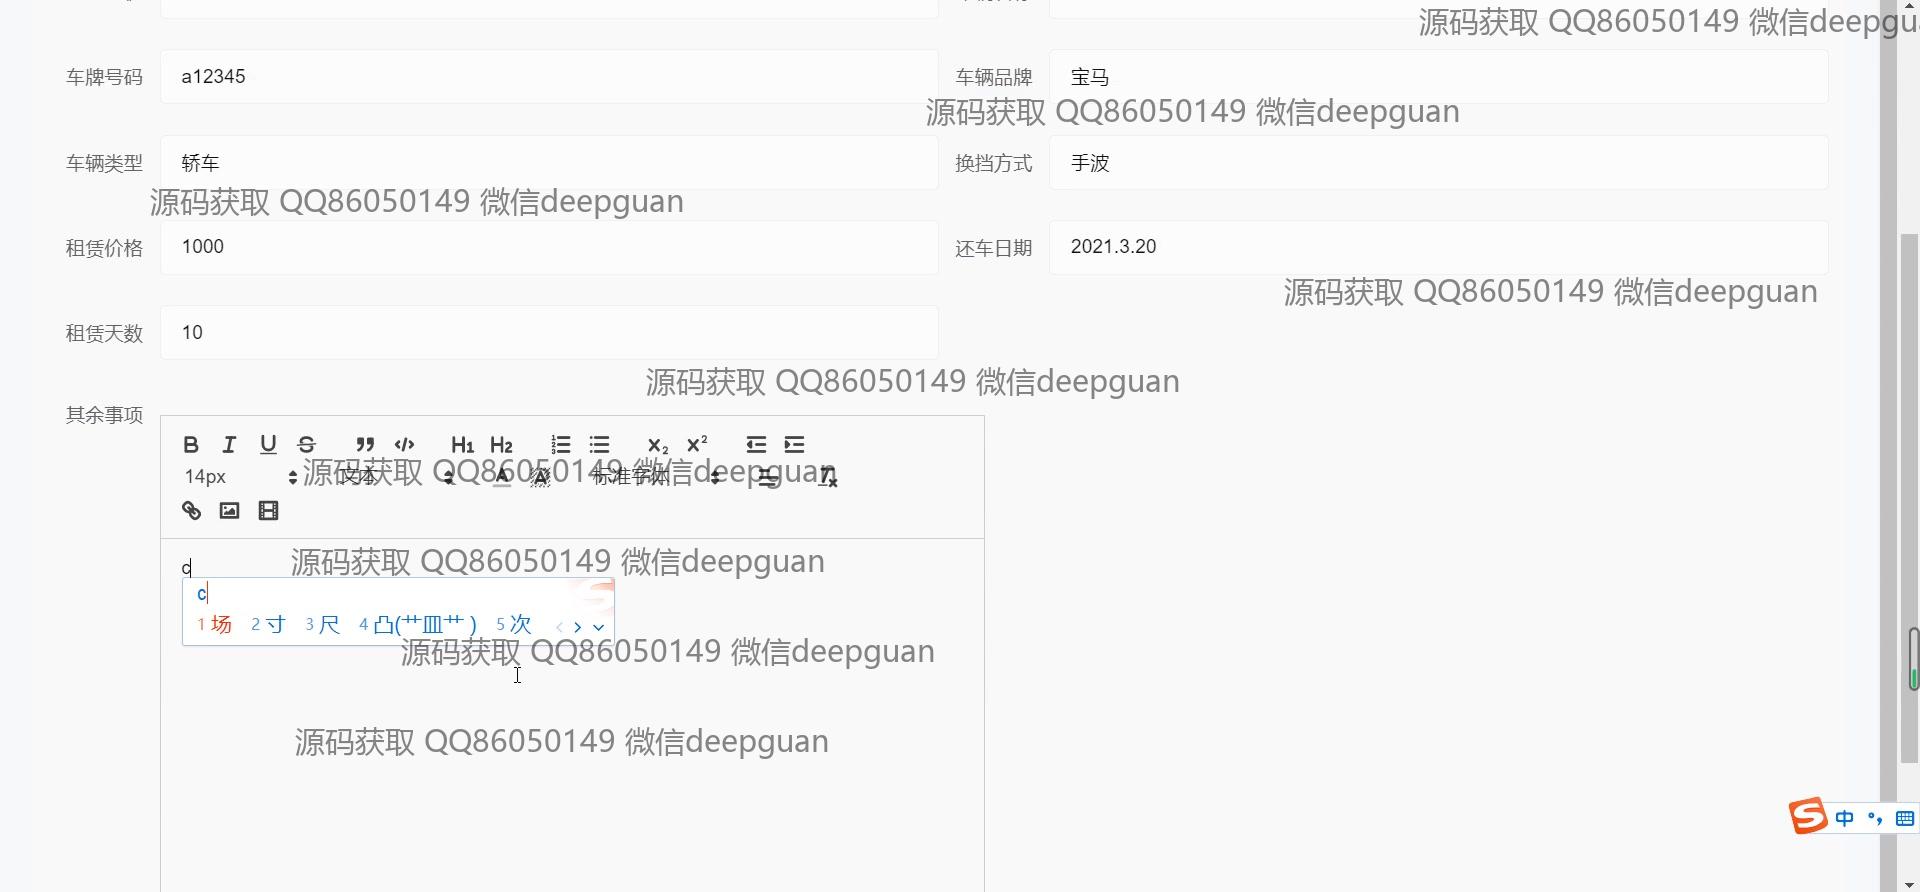 源码获取 QQ86050149 微信deepgu
车牌号码 a12345 车辆品牌 宝马
源码获取 QQ86050149 微信deepguan
车辆类型 轿车 换挡方式 手波
源码获取 QQ86050149 微信deepguan
租赁价格 1000 还车日期 2021.3.20
源码获取 QQ86050149 微信deepguan
租赁天数 10
源码获取 QQ86050149 微信deepguan
其余事项
B I U S H1 H2 X2 X2
14px 文本 A A 标准字体 Tx
源码获取 QQ86050149 微信deepguan
c
源码获取 QQ86050149 微信deepguan
c
1 场 2 寸 3 尺 4 凸(艹皿艹 ) 5 次
源码获取 QQ86050149 微信deepguan
源码获取 QQ86050149 微信deepguan
S 中